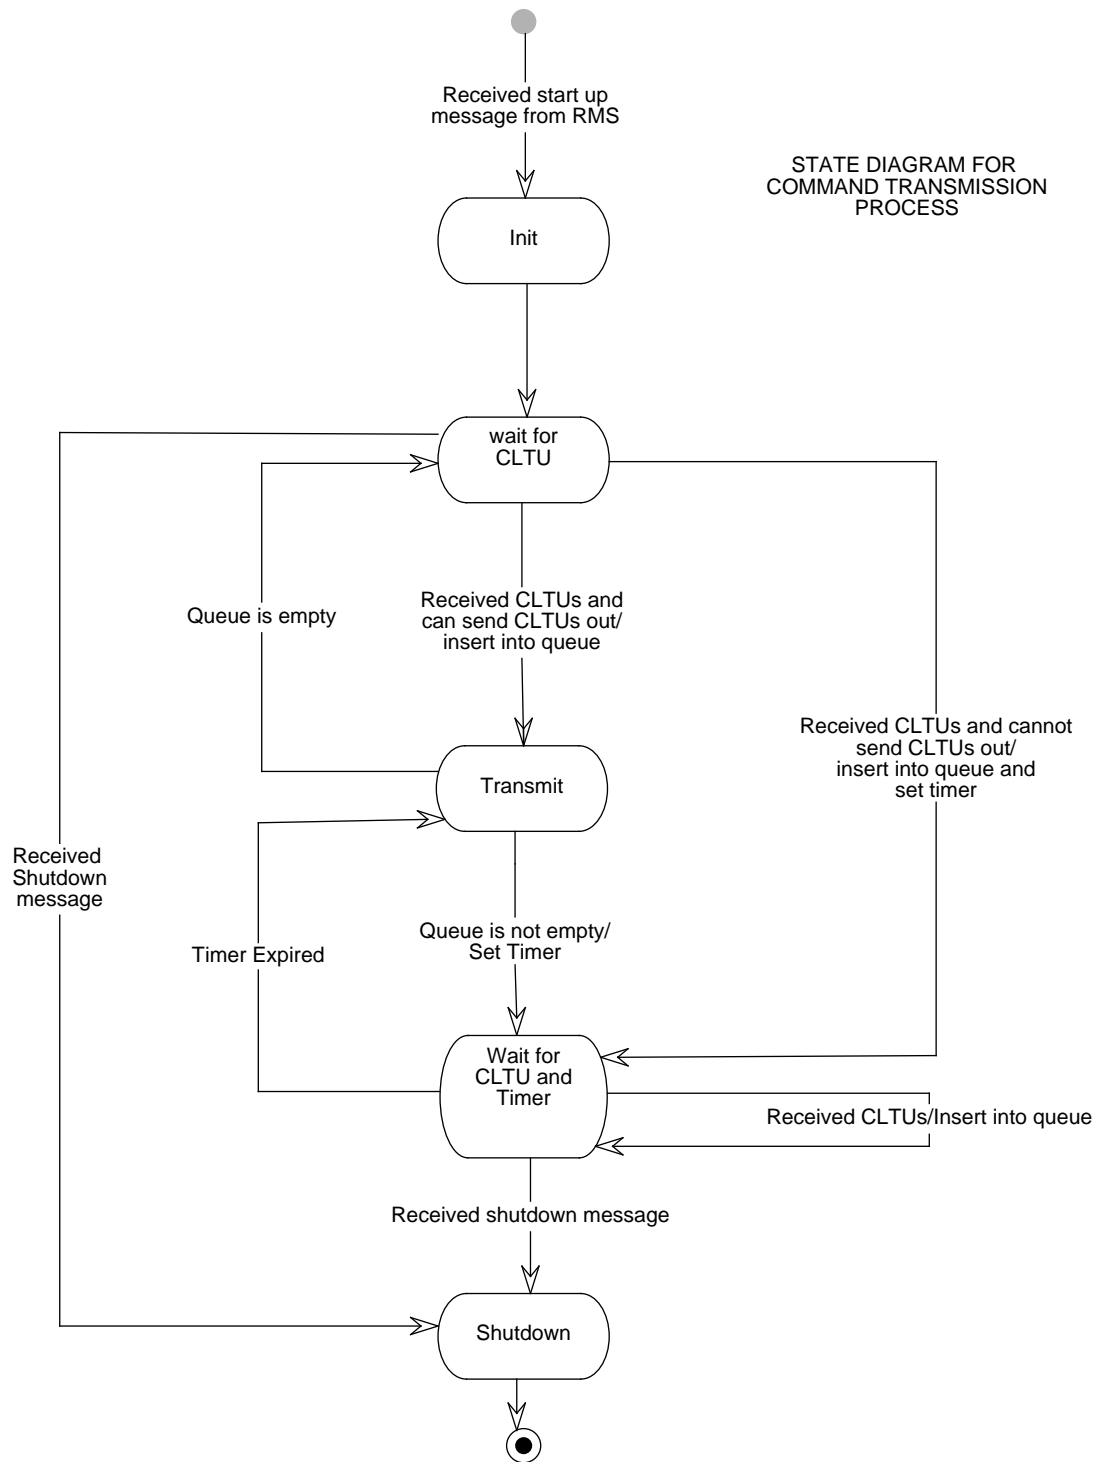 Received start up
message from RMS
STATE DIAGRAM FOR
COMMAND TRANSMISSION
PROCESS
Init
wait for
CLTU
Queue is empty
Received CLTUs and
can send CLTUs out/
insert into queue
Received CLTUs and cannot
send CLTUs out/
insert into queue and
set timer
Transmit
Received
Shutdown
message
Timer Expired
Queue is not empty/
Set Timer
Wait for
CLTU and
Timer
Received CLTUs/Insert into queue
Received shutdown message
Shutdown